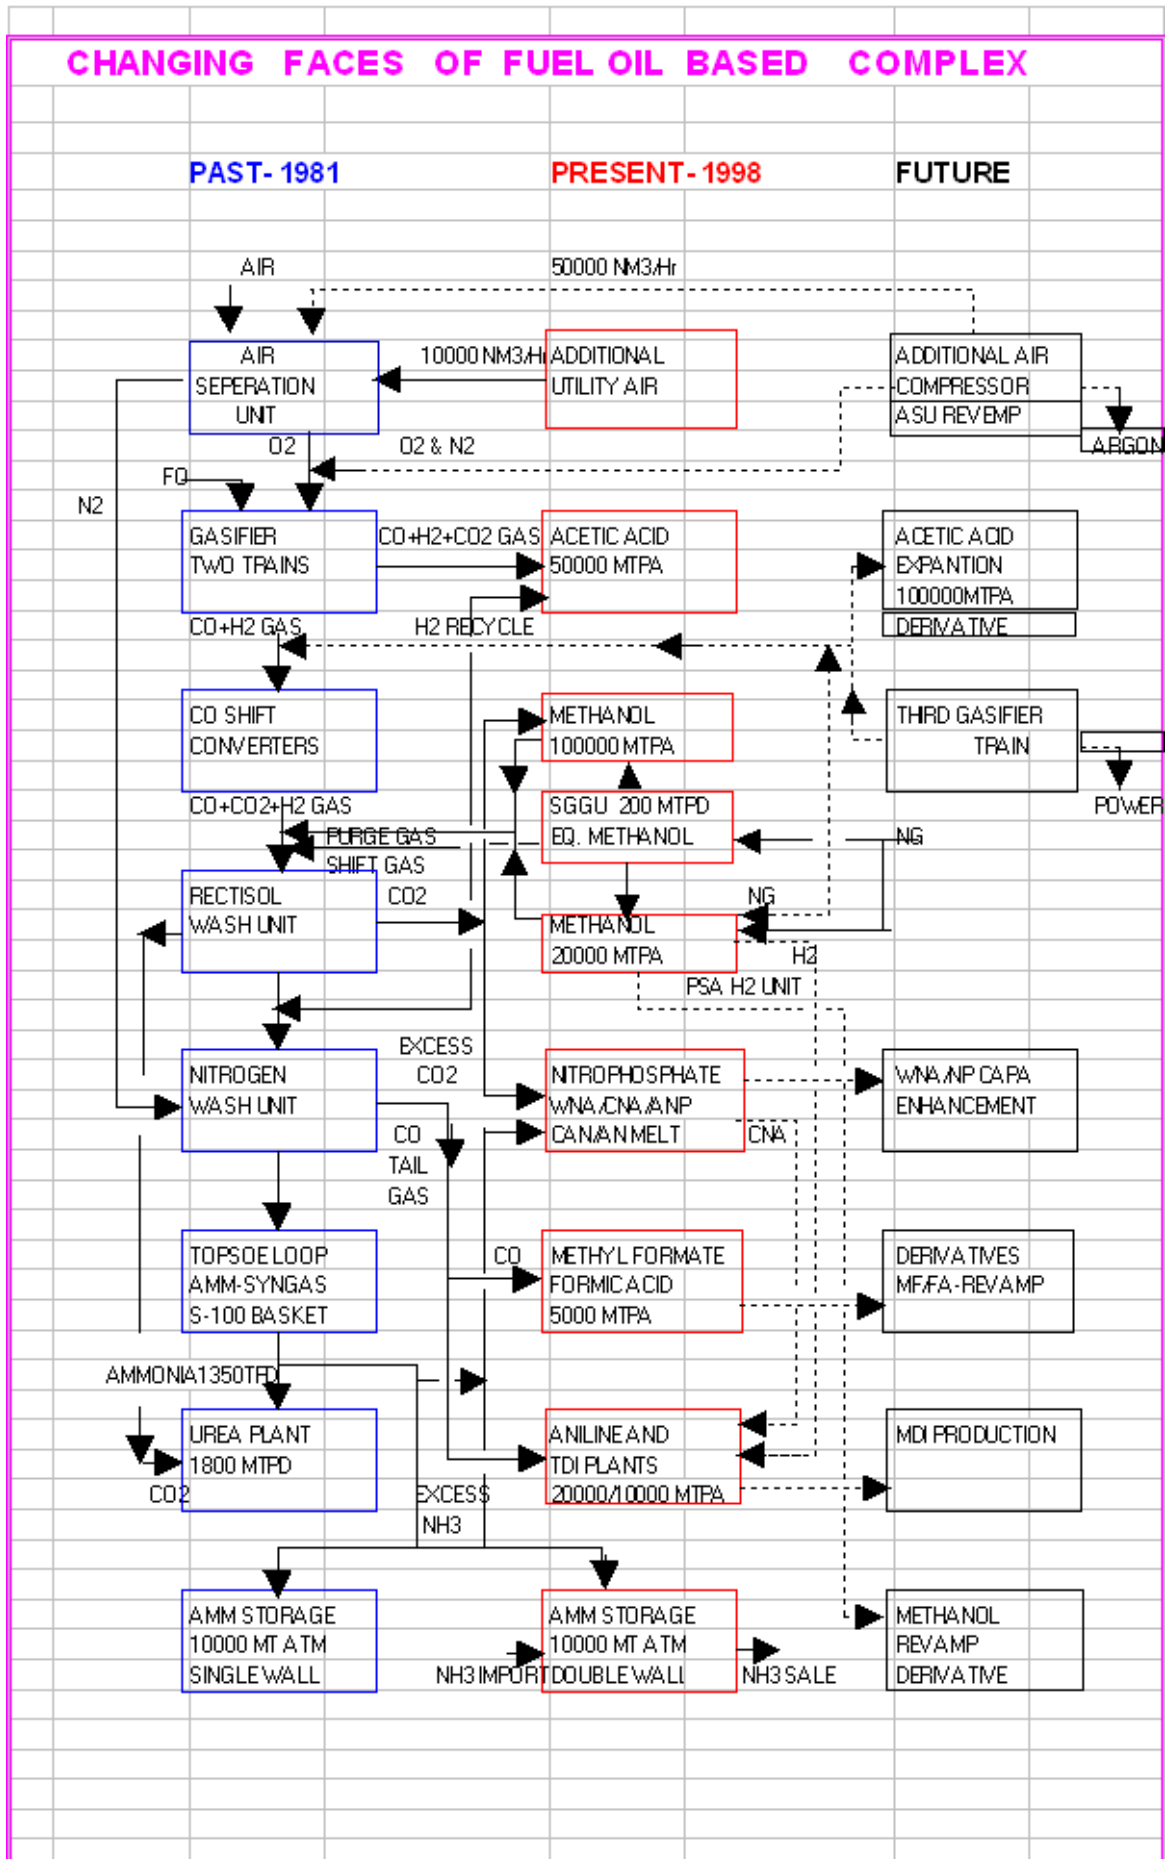 CHANGING FACES OF FUEL OIL BASED COMPLEX
PAST- 1981
PRESENT- 1998
FUTURE
AIR
50000 NM3/Hr
AIR
SEPERATION
UNIT
10000 NM3/Hr
ADDITIONAL
UTILITY AIR
ADDITIONAL AIR
COMPRESSOR
ASU REVEMP
ARGON
O2
O2 & N2
FO
N2
GASIFIER
TWO TRAINS
CO+H2+CO2 GAS
ACETIC ACID
50000 MTPA
ACETIC ACID
EXPANTION
100000MTPA
DERIVATIVE
CO+H2 GAS
H2 RECYCLE
CO SHIFT
CONVERTERS
METHANOL
100000 MTPA
THIRD GASIFIER
TRAIN
POWER
CO+CO2+H2 GAS
PURGE GAS
SHIFT GAS
SGGU 200 MTPD
EQ. METHANOL
NG
RECTISOL
WASH UNIT
CO2
NG
METHANOL
20000 MTPA
H2
PSA H2 UNIT
EXCESS
CO2
NITROGEN
WASH UNIT
NITROPHOSPHATE
WNA/CNA/ANP
CAN/AN MELT
CNA
WNA/NP CAPA
ENHANCEMENT
CO
TAIL
GAS
TOPSOE LOOP
AMM-SYNGAS
S-100 BASKET
CO
METHYL FORMATE
FORMIC ACID
5000 MTPA
DERIVATIVES
MF/FA-REVAMP
AMMONIA1350TPD
UREA PLANT
1800 MTPD
CO2
EXCESS
NH3
ANILINE AND
TDI PLANTS
20000/10000 MTPA
MDI PRODUCTION
AMM STORAGE
10000 MT ATM
SINGLE WALL
NH3 IMPORT
AMM STORAGE
10000 MT ATM
DOUBLE WALL
NH3 SALE
METHANOL
REVAMP
DERIVATIVE